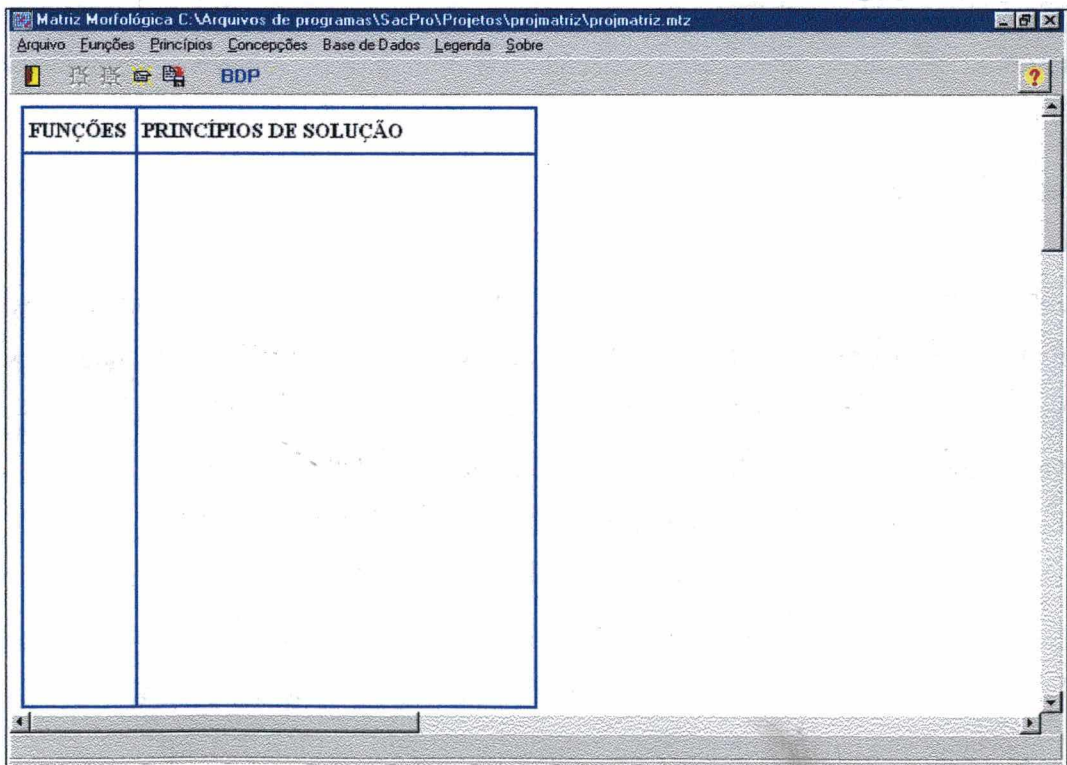 Matriz Morfológica C:\Arquivos de programas\SacPro\Projetos\projmatriz\projmatriz.mtz
Arquivo Funções Princípios Concepções Base de Dados Legenda Sobre
BDP ?
FUNÇÕES PRINCÍPIOS DE SOLUÇÃO